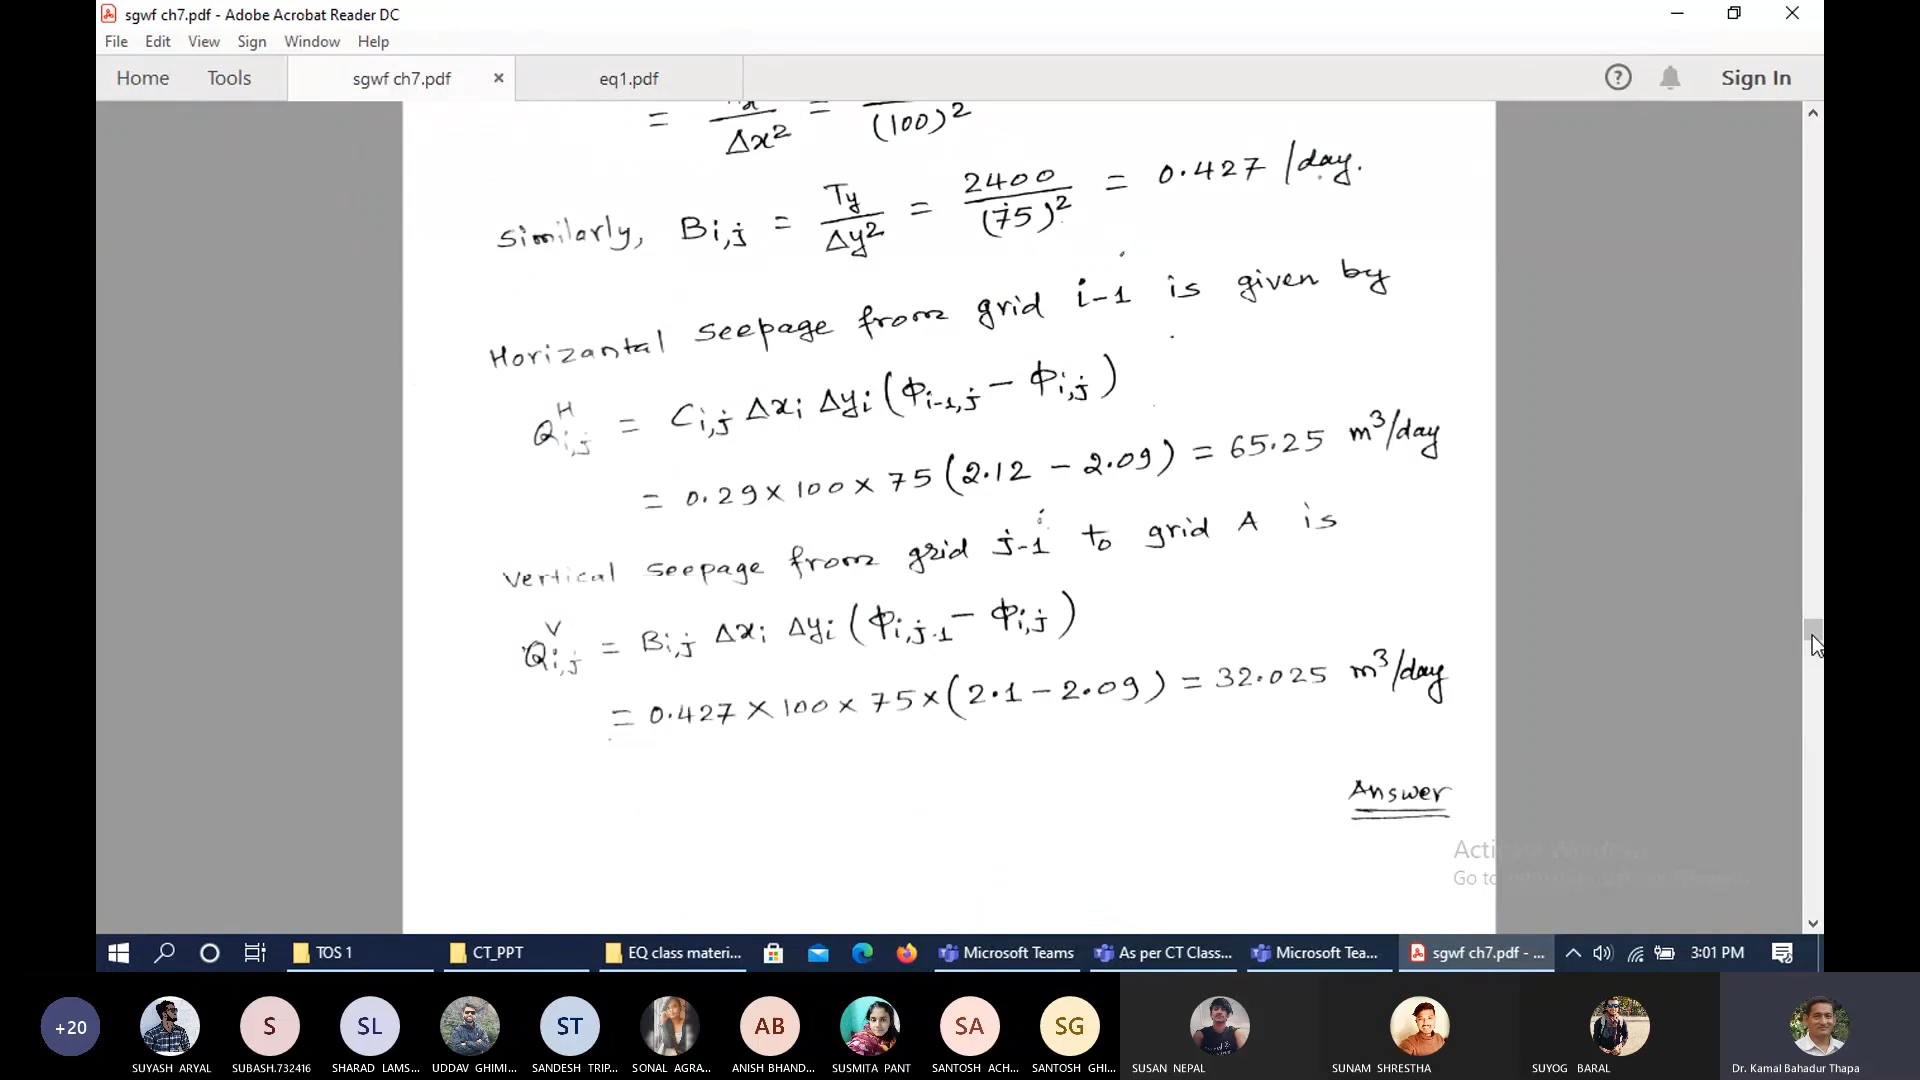 sgwf ch7.pdf - Adobe Acrobat Reader DC
File Edit View Sign Window Help
Home Tools sgwf ch7.pdf × eq1.pdf ? Sign In
= / Δx² = / (100)²
Similarly, Bi,j = Ty / Δy² = 2400 / (75)² = 0.427 /day.
Horizantal seepage from grid i-1 is given by
Q^H i,j = Ci,j Δxi Δyi (Φi-1,j - Φi,j)
= 0.29 × 100 × 75 (2.12 - 2.09) = 65.25 m³/day
Vertical seepage from grid j-1 to grid A is
Q^V i,j = Bi,j Δxi Δyi (Φi,j-1 - Φi,j)
= 0.427 × 100 × 75 × (2.1 - 2.09) = 32.025 m³/day
Answer
Go to
TOS 1 CT_PPT EQ class materi... Microsoft Teams As per CT Class... Microsoft Tea... sgwf ch7.pdf - ... 3:01 PM
+20 S SL ST AB SA SG
SUYASH ARYAL SUBASH.732416 SHARAD LAMS... UDDAV GHIMI... SANDESH TRIP... SONAL AGRA... ANISH BHAND... SUSMITA PANT SANTOSH ACH... SANTOSH GHI... SUSAN NEPAL SUNAM SHRESTHA SUYOG BARAL Dr. Kamal Bahadur Thapa